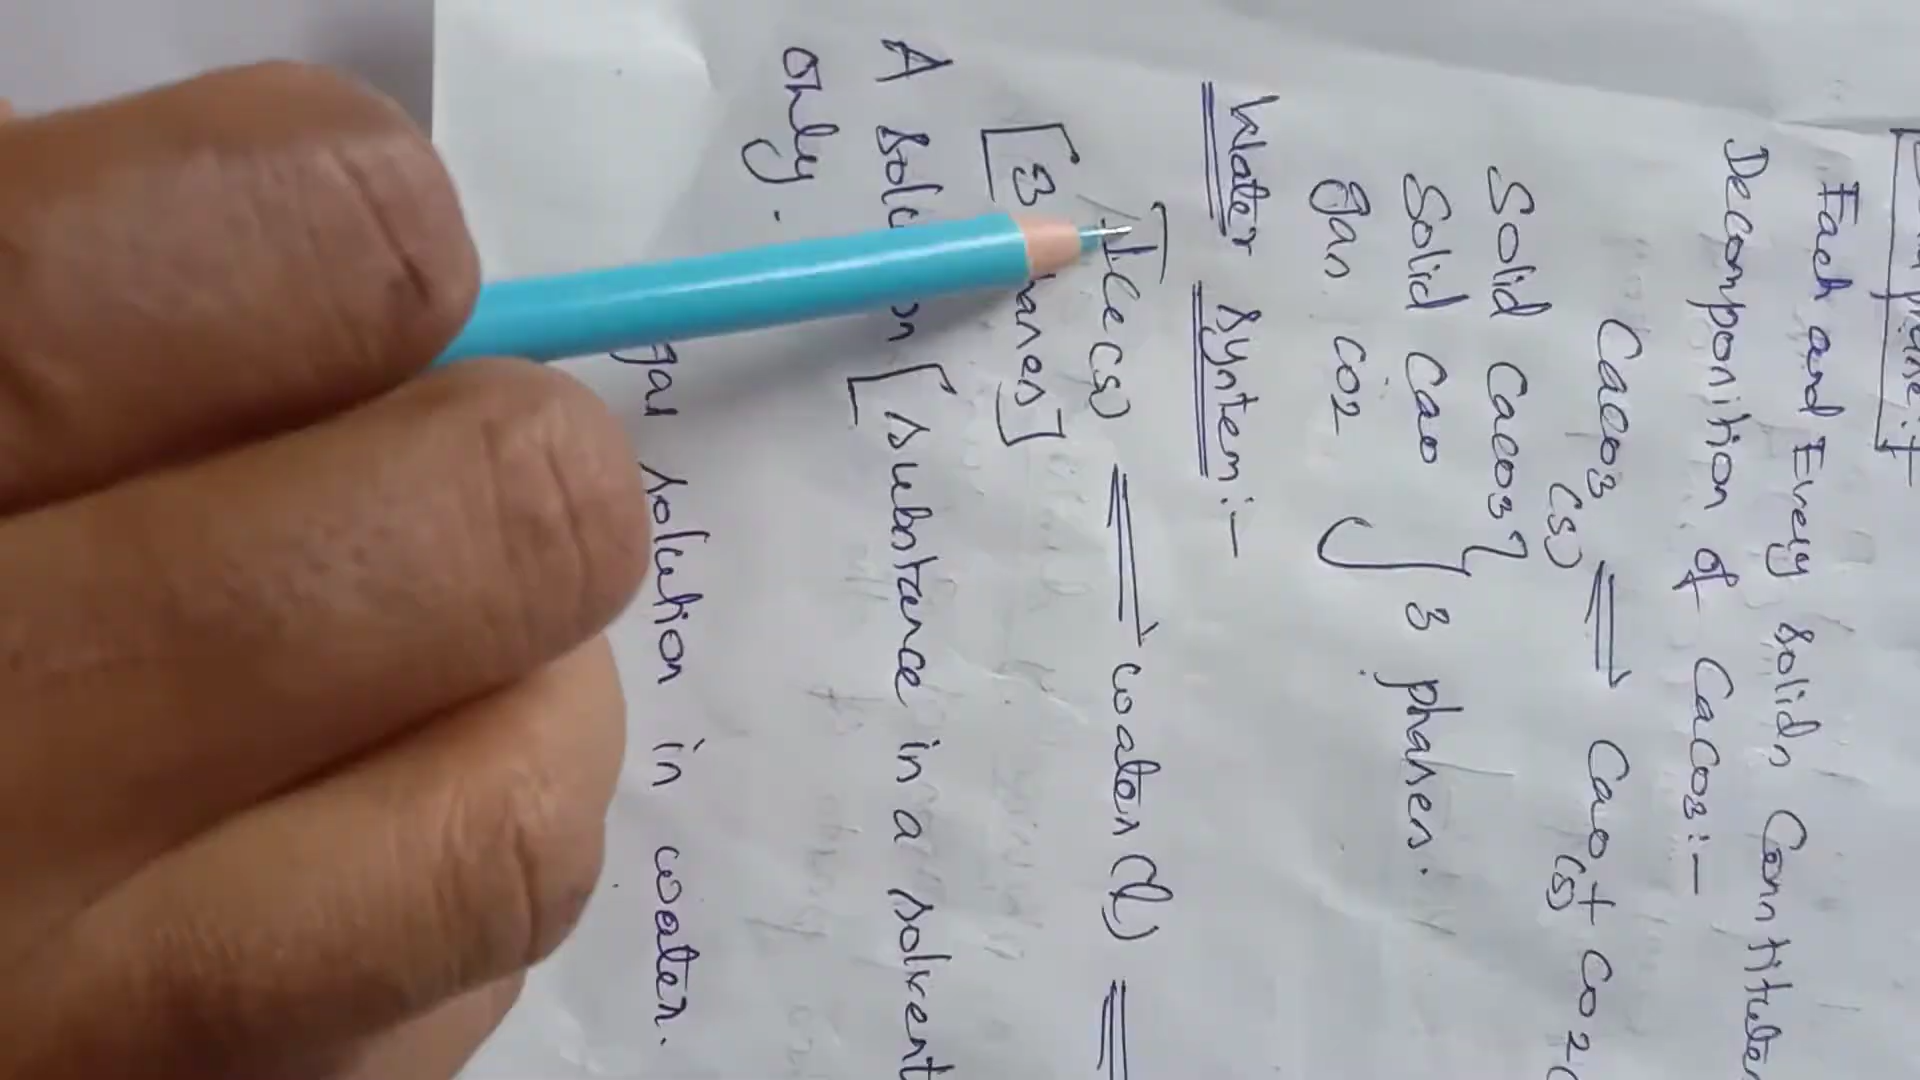 Each and Every solids Constitutes
Decomposition of CaCO3:-
CaCO3 (s) ⇌ CaO + CO2(
(s)
Solid CaCO3
Solid CaO
gas CO2
3 phases.
Water system:-
Ice(s) ⇌ water(l) ⇌
[3 phases]
A solution [substance in a solvent
only.
solution in water.